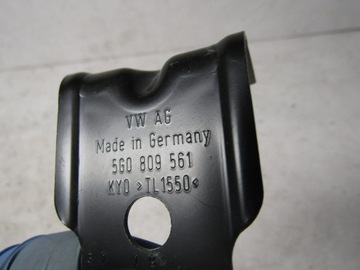 VW AG
Made in Germany
5G0 809 561
KYO >TL1550<